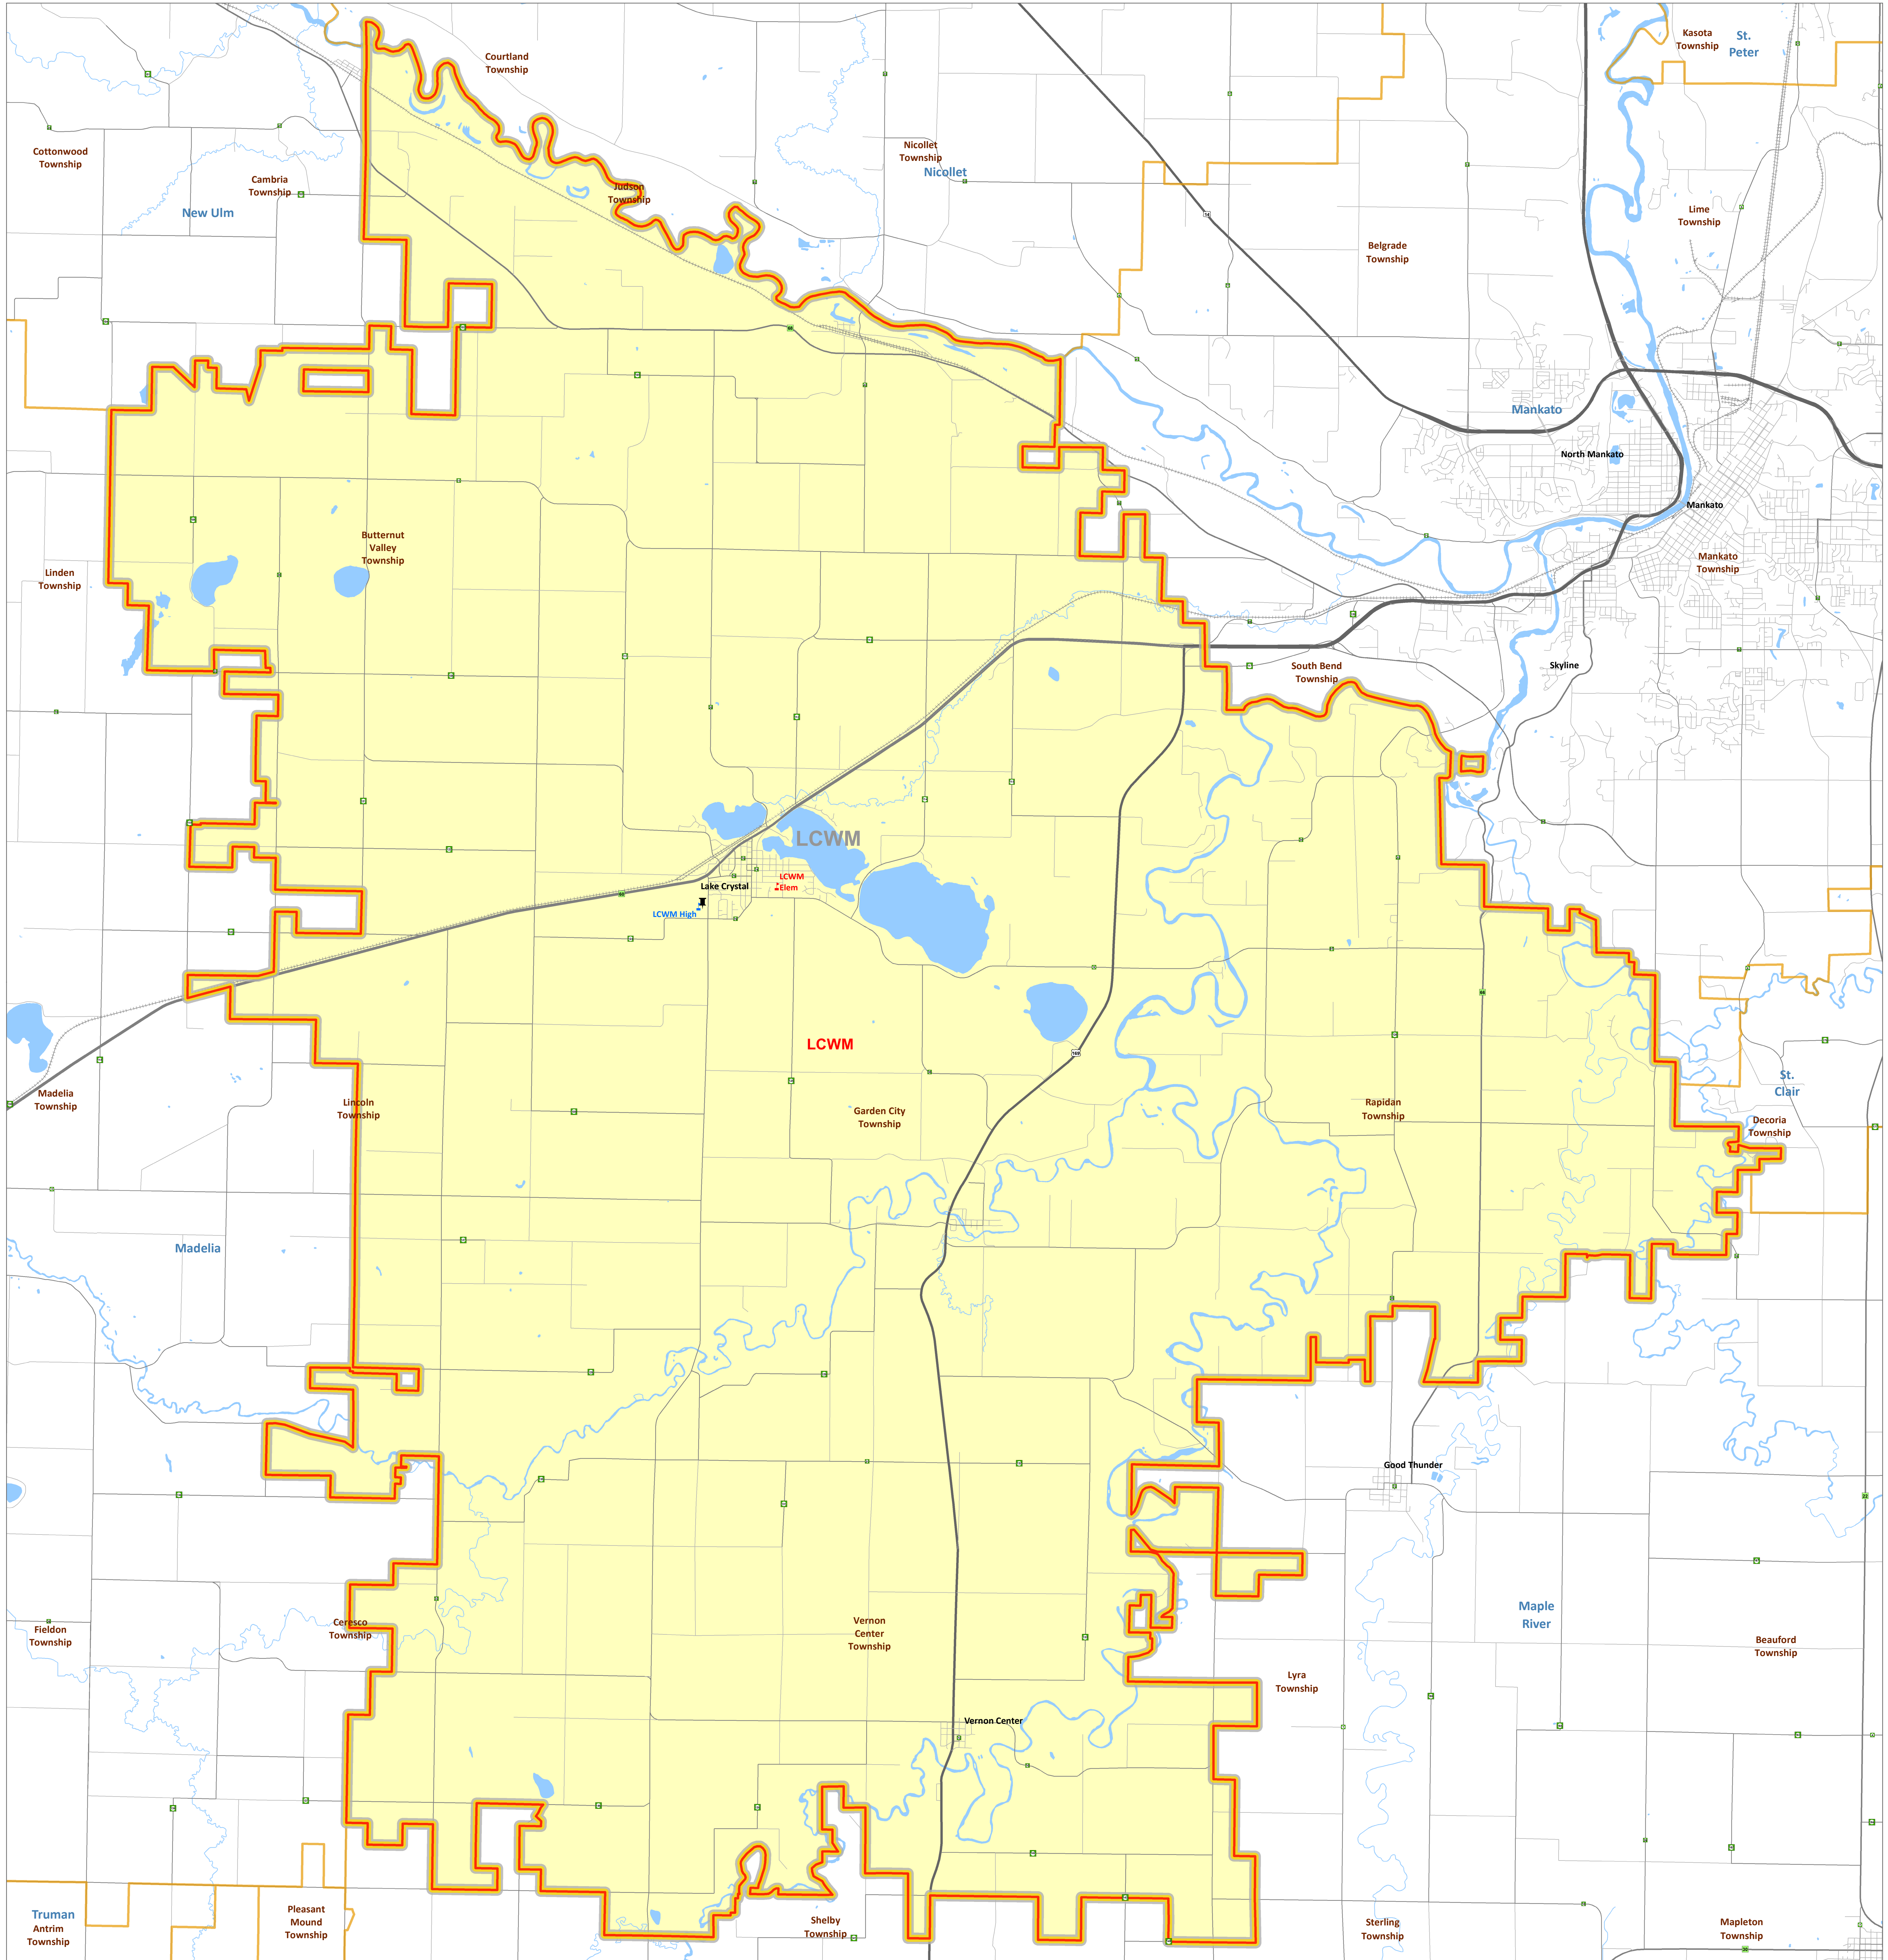 Kasota
Township
St.
Peter
Courtland
Township
Cottonwood
Township
Nicollet
Township
Nicollet
Cambria
Township
Judson
Township
New Ulm
Lime
Township
14
Belgrade
Township
Mankato
North Mankato
Mankato
Butternut
Valley
Township
Mankato
Township
Linden
Township
South Bend
Township
Skyline
LCWM
LCWM
Elem
Lake Crystal
LCWM High
LCWM
169
St.
Clair
Madelia
Township
Lincoln
Township
Garden City
Township
Rapidan
Township
Decoria
Township
Madelia
Good Thunder
Maple
River
Fieldon
Township
Ceresco
Township
Vernon
Center
Township
Beauford
Township
Lyra
Township
Vernon Center
Truman
Antrim
Township
Pleasant
Mound
Township
Shelby
Township
Sterling
Township
Mapleton
Township